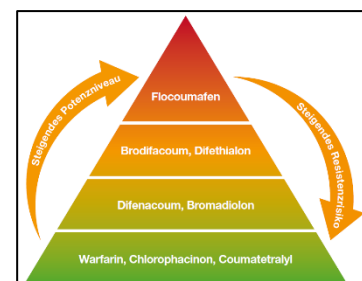 Steigendes Potenzniveau
Steigendes Resistenzrisiko
Flocoumafen
Brodifacoum, Difethialon
Difenacoum, Bromadiolon
Warfarin, Chlorophacinon, Coumatetralyl